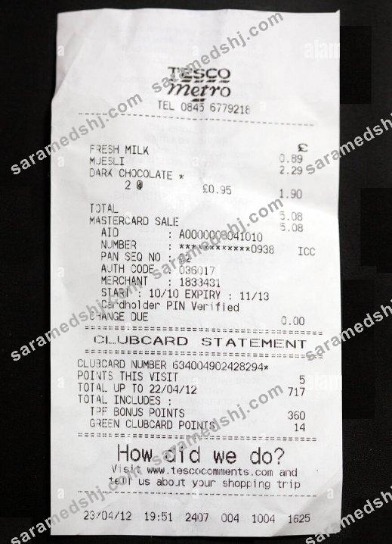 TESCO
Metro
TEL 0845 6779218
£
FRESH MILK 0.89
MUESLI 2.29
DARK CHOCOLATE *
2 @ £0.95 1.90
TOTAL 5.08
MASTERCARD SALE 5.08
AID : A0000000041010
NUMBER : ************0938 ICC
PAN SEQ NO : 02
AUTH CODE : 036017
MERCHANT : 1833431
START : 10/10 EXPIRY : 11/13
Cardholder PIN Verified
CHANGE DUE 0.00
CLUBCARD STATEMENT
CLUBCARD NUMBER 634004902428294*
POINTS THIS VISIT 5
TOTAL UP TO 22/04/12 717
TOTAL INCLUDES :
TPF BONUS POINTS 360
GREEN CLUBCARD POINTS 14
How did we do?
Visit www.tescocomments.com and
tell us about your shopping trip
23/04/12 19:51 2407 004 1004 1625
saramedshj.com